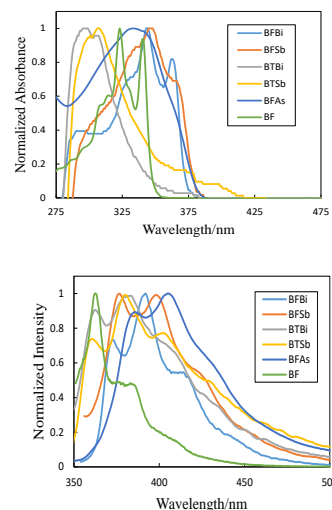 Normalized Absorbance
1
0.8
0.6
0.4
0.2
0
275
325
375
425
475
Wavelength/nm
BFBi
BFSb
BTBi
BTSb
BFAs
BF
Normalized Intensity
1
0.8
0.6
0.4
0.2
0
350
400
450
500
Wavelength/nm
BFBi
BFSb
BTBi
BTSb
BFAs
BF